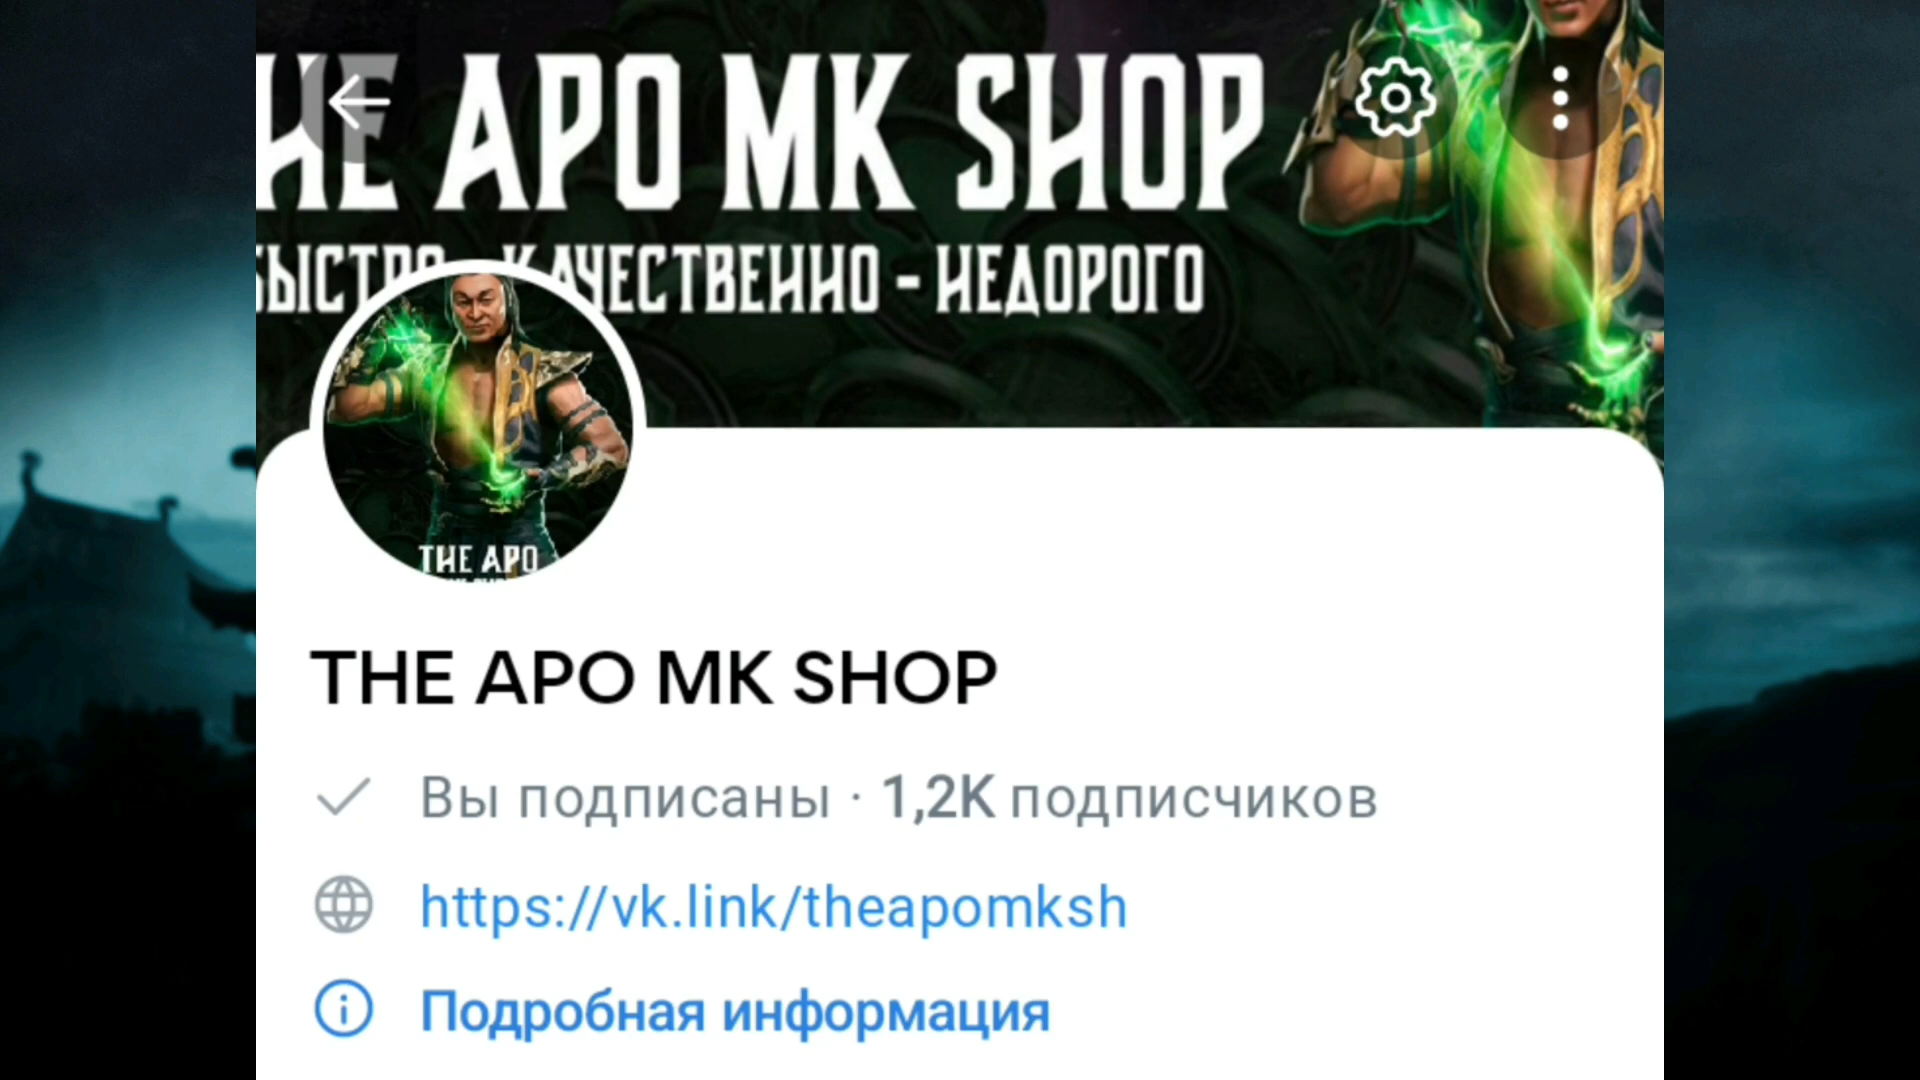 THE APO MK SHOP
КАЧЕСТВЕННО - НЕДОРОГО
THE APO
THE APO MK SHOP
Вы подписаны · 1,2K подписчиков
https://vk.link/theapomksh
Подробная информация